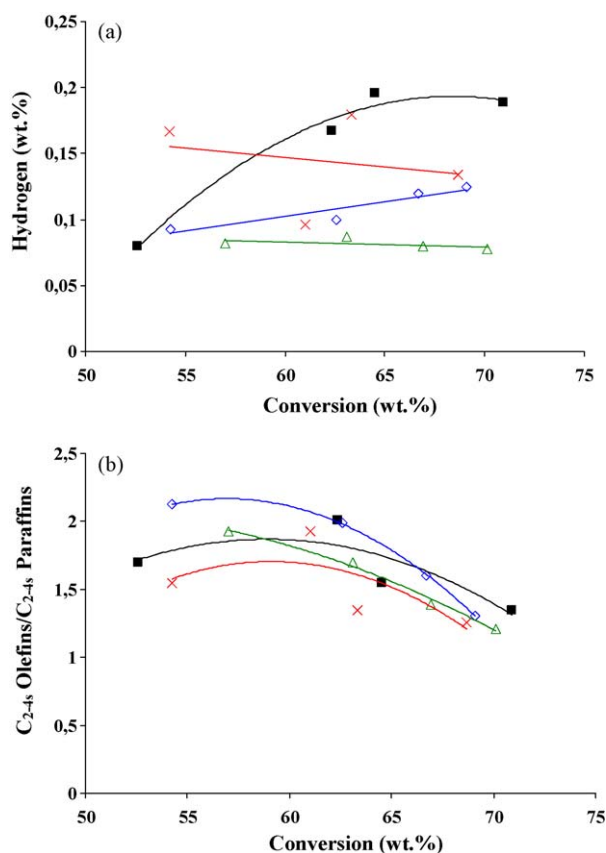 (a)
Hydrogen (wt.%)
0,25
0,2
0,15
0,1
0,05
0
50 55 60 65 70 75
Conversion (wt.%)
(b)
C2-4s Olefins/C2-4s Paraffins
2,5
2
1,5
1
0,5
0
50 55 60 65 70 75
Conversion (wt.%)